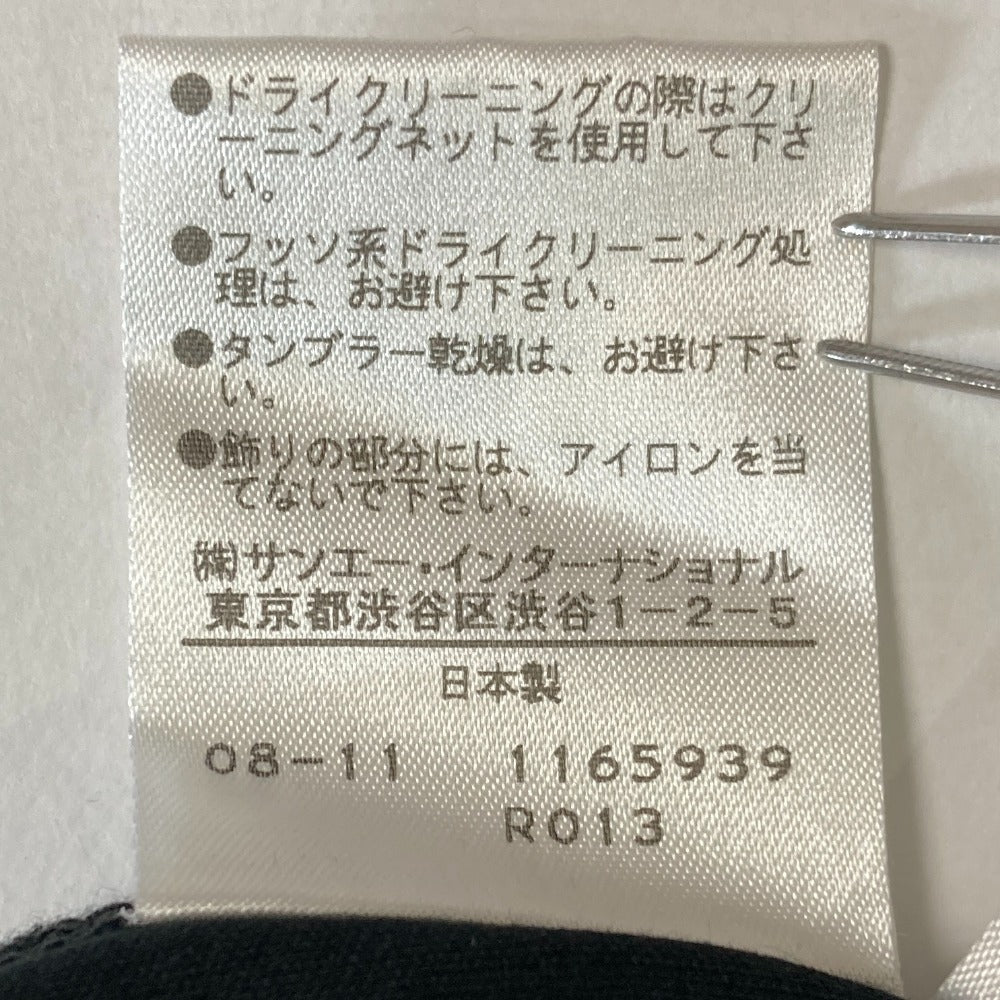 ●ドライクリーニングの際はクリ
ーニングネットを使用して下さ
い。
●フッソ系ドライクリーニング処
理は、お避け下さい。
●タンブラー乾燥は、お避け下さ
い。
●飾りの部分には、アイロンを当
てないで下さい。
㈱サンエー・インターナショナル
東京都渋谷区渋谷1-2-5
日本製
08-11 1165939
R013